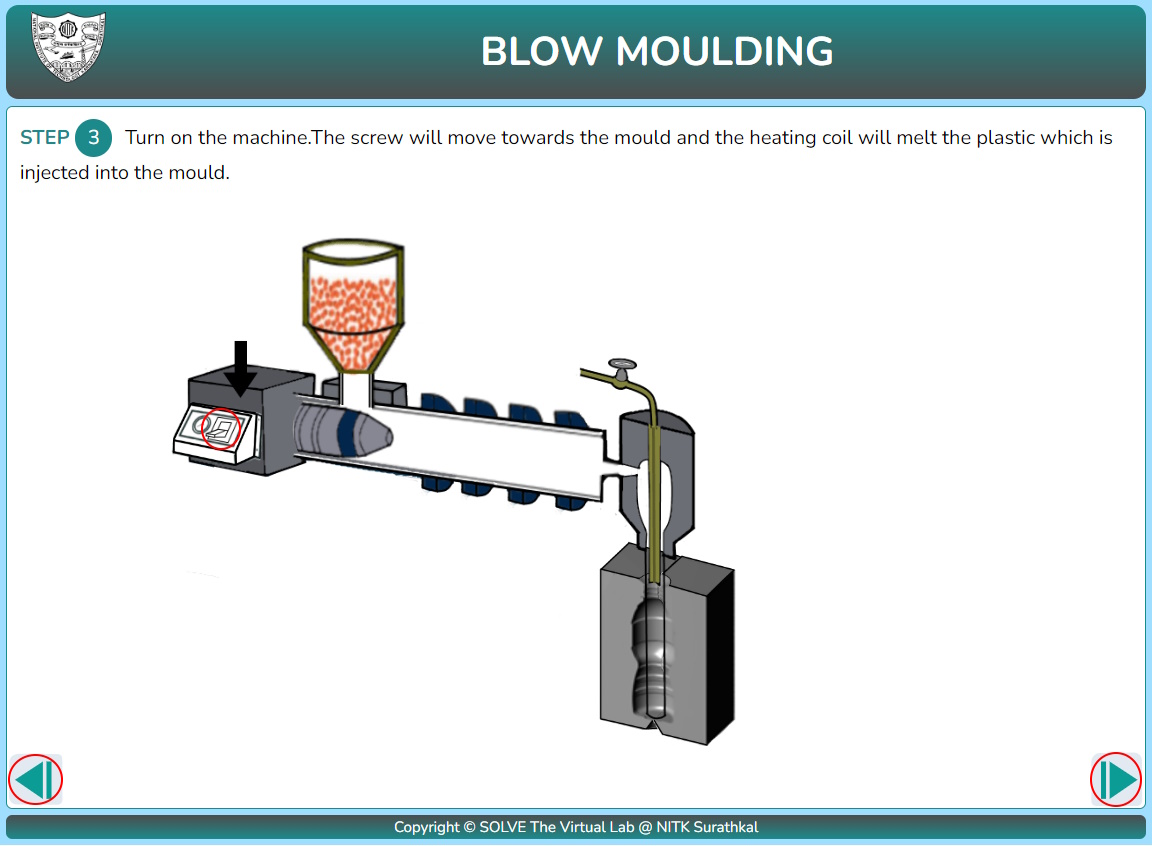 BLOW MOULDING
STEP 3 Turn on the machine.The screw will move towards the mould and the heating coil will melt the plastic which is
injected into the mould.
Copyright © SOLVE The Virtual Lab @ NITK Surathkal